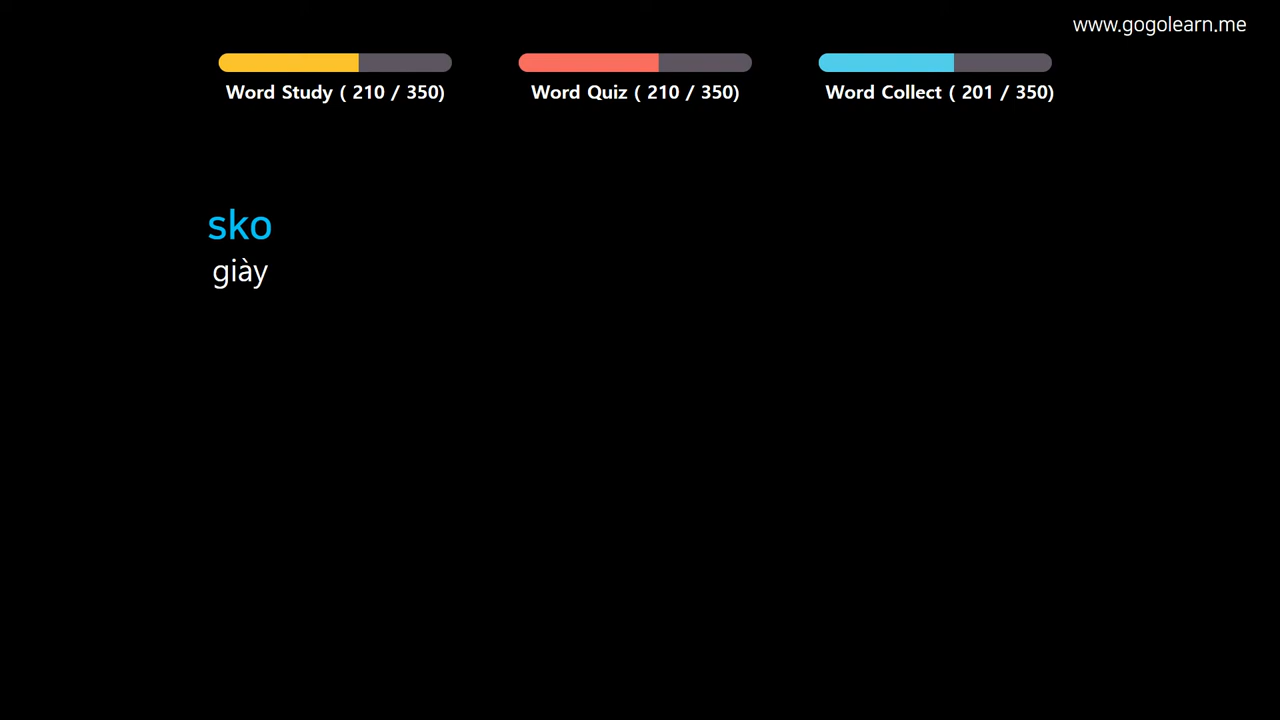 www.gogolearn.me
Word Study ( 210 / 350)
Word Quiz ( 210 / 350)
Word Collect ( 201 / 350)
sko
giày